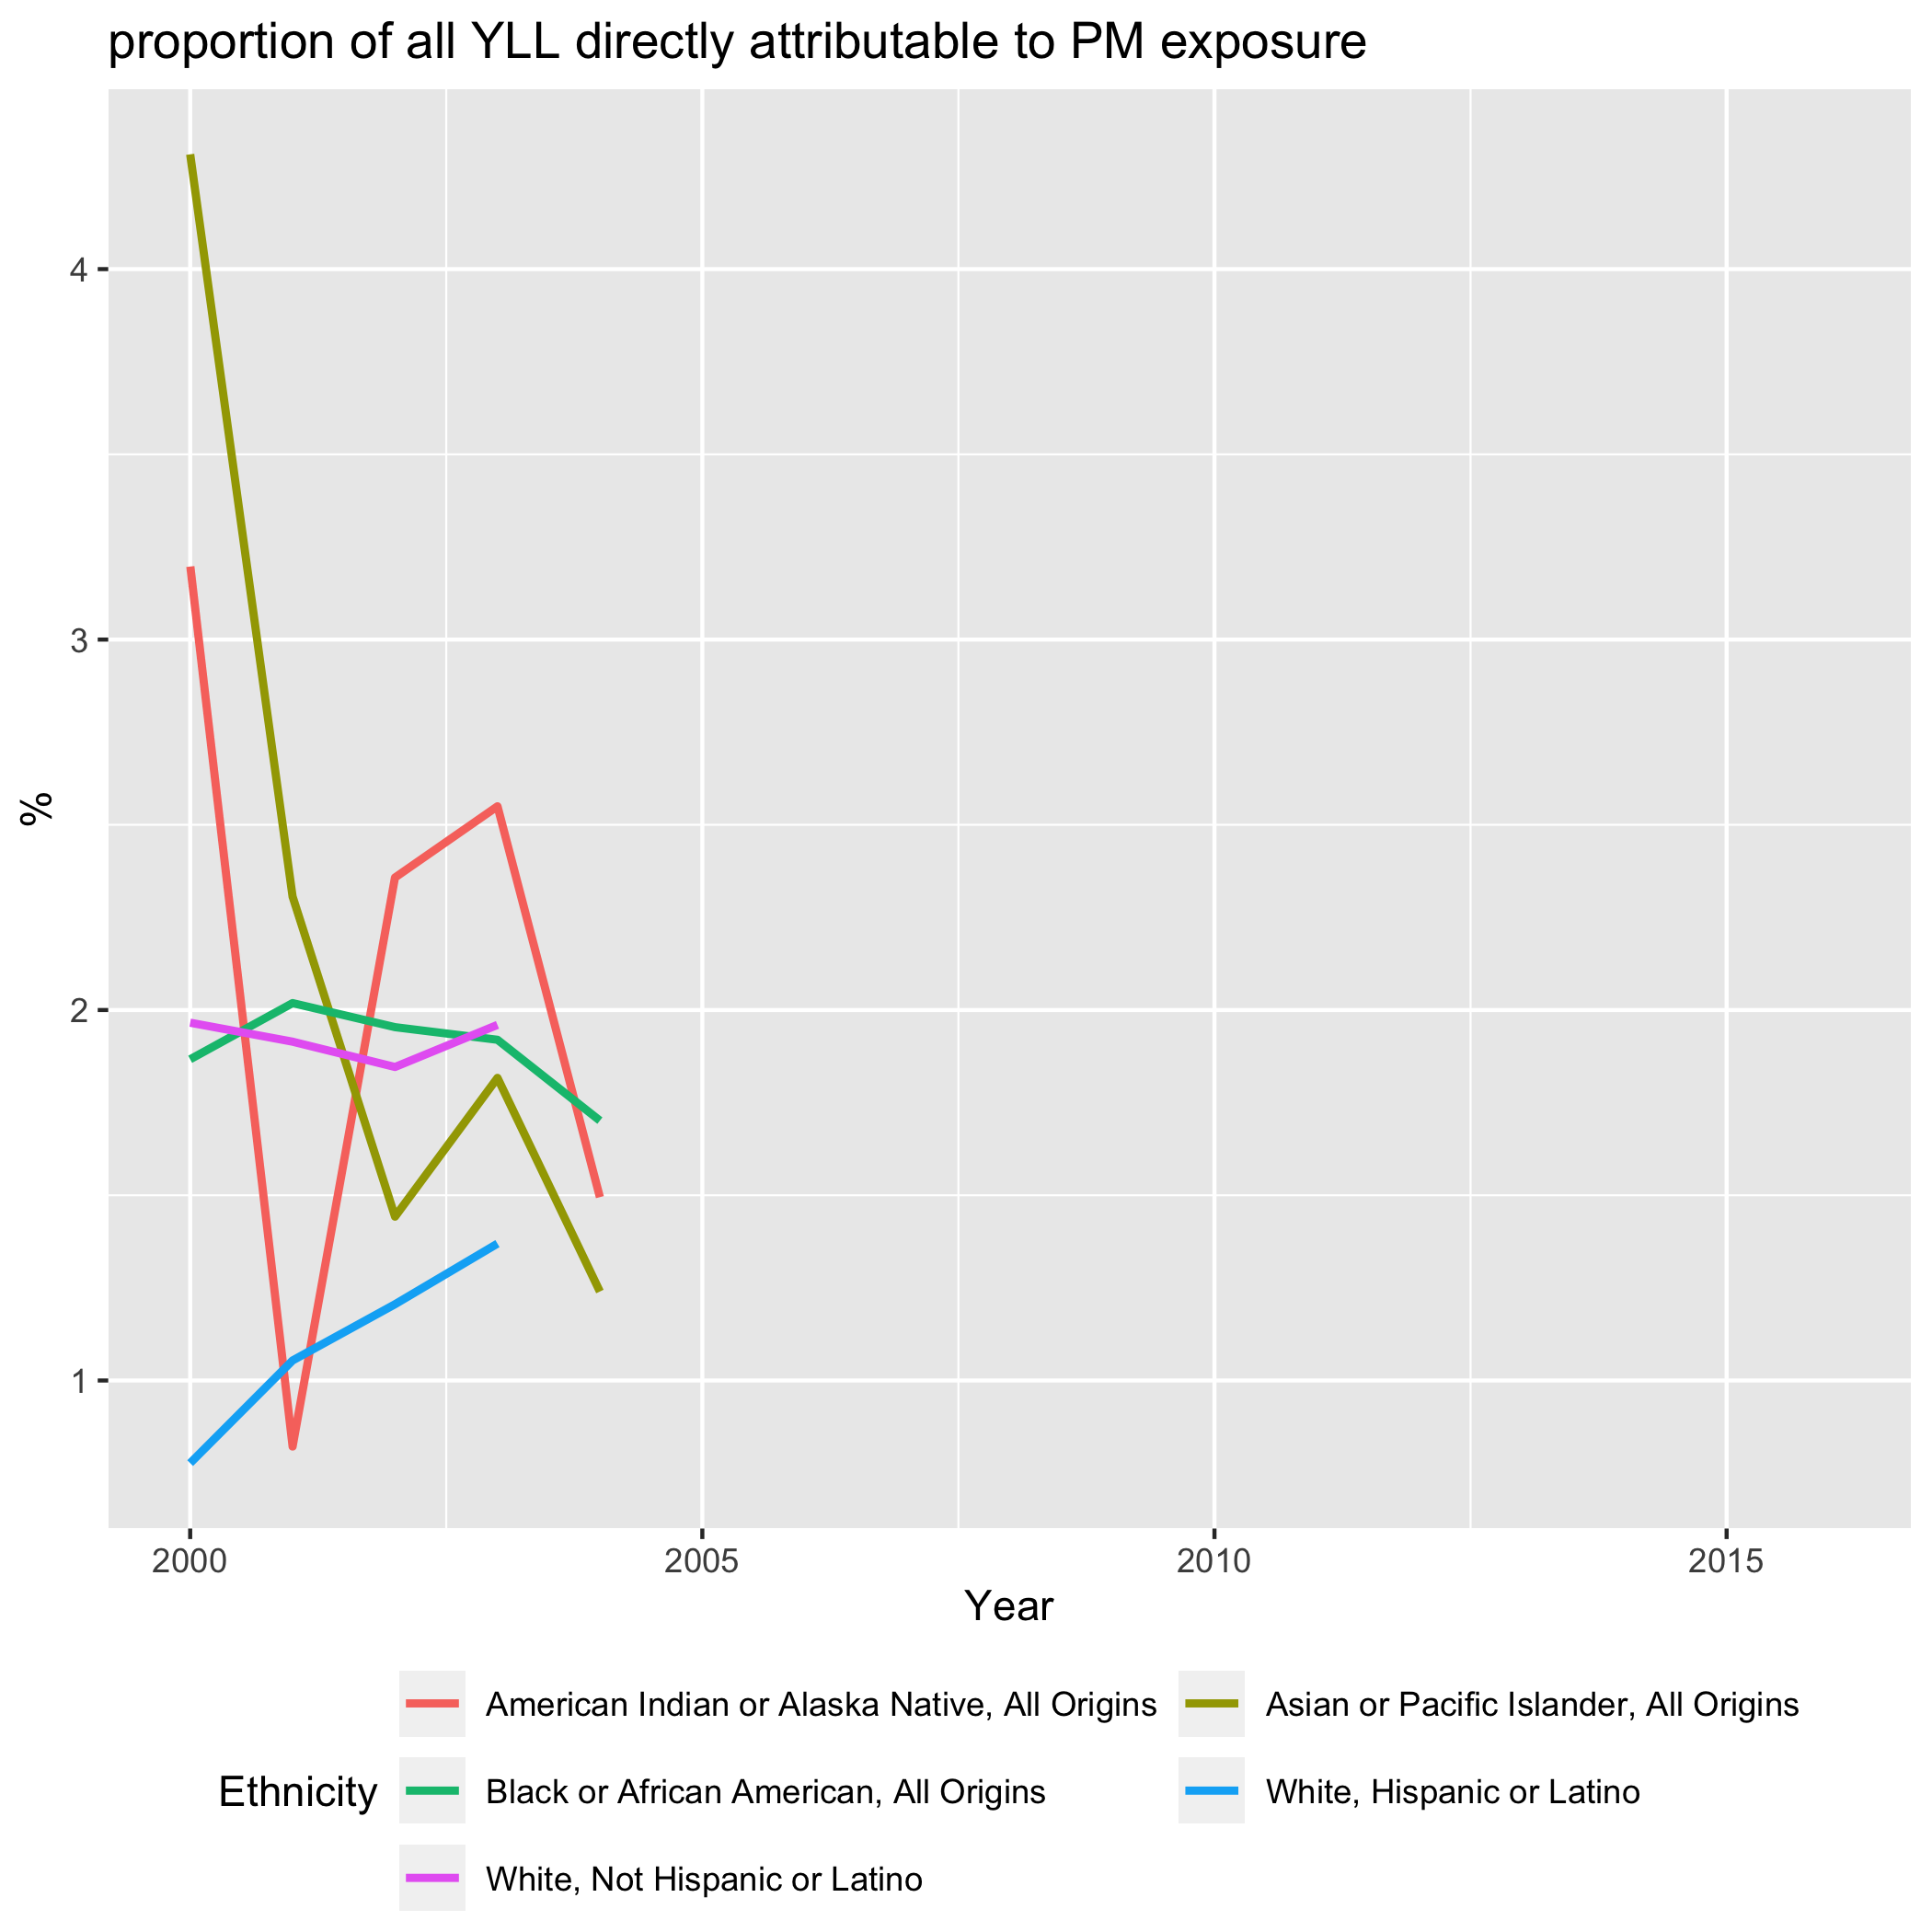 proportion of all YLL directly attributable to PM exposure
4
3
2
1
%
2000 2005 2010 2015
Year
Ethnicity
American Indian or Alaska Native, All Origins
Asian or Pacific Islander, All Origins
Black or African American, All Origins
White, Hispanic or Latino
White, Not Hispanic or Latino